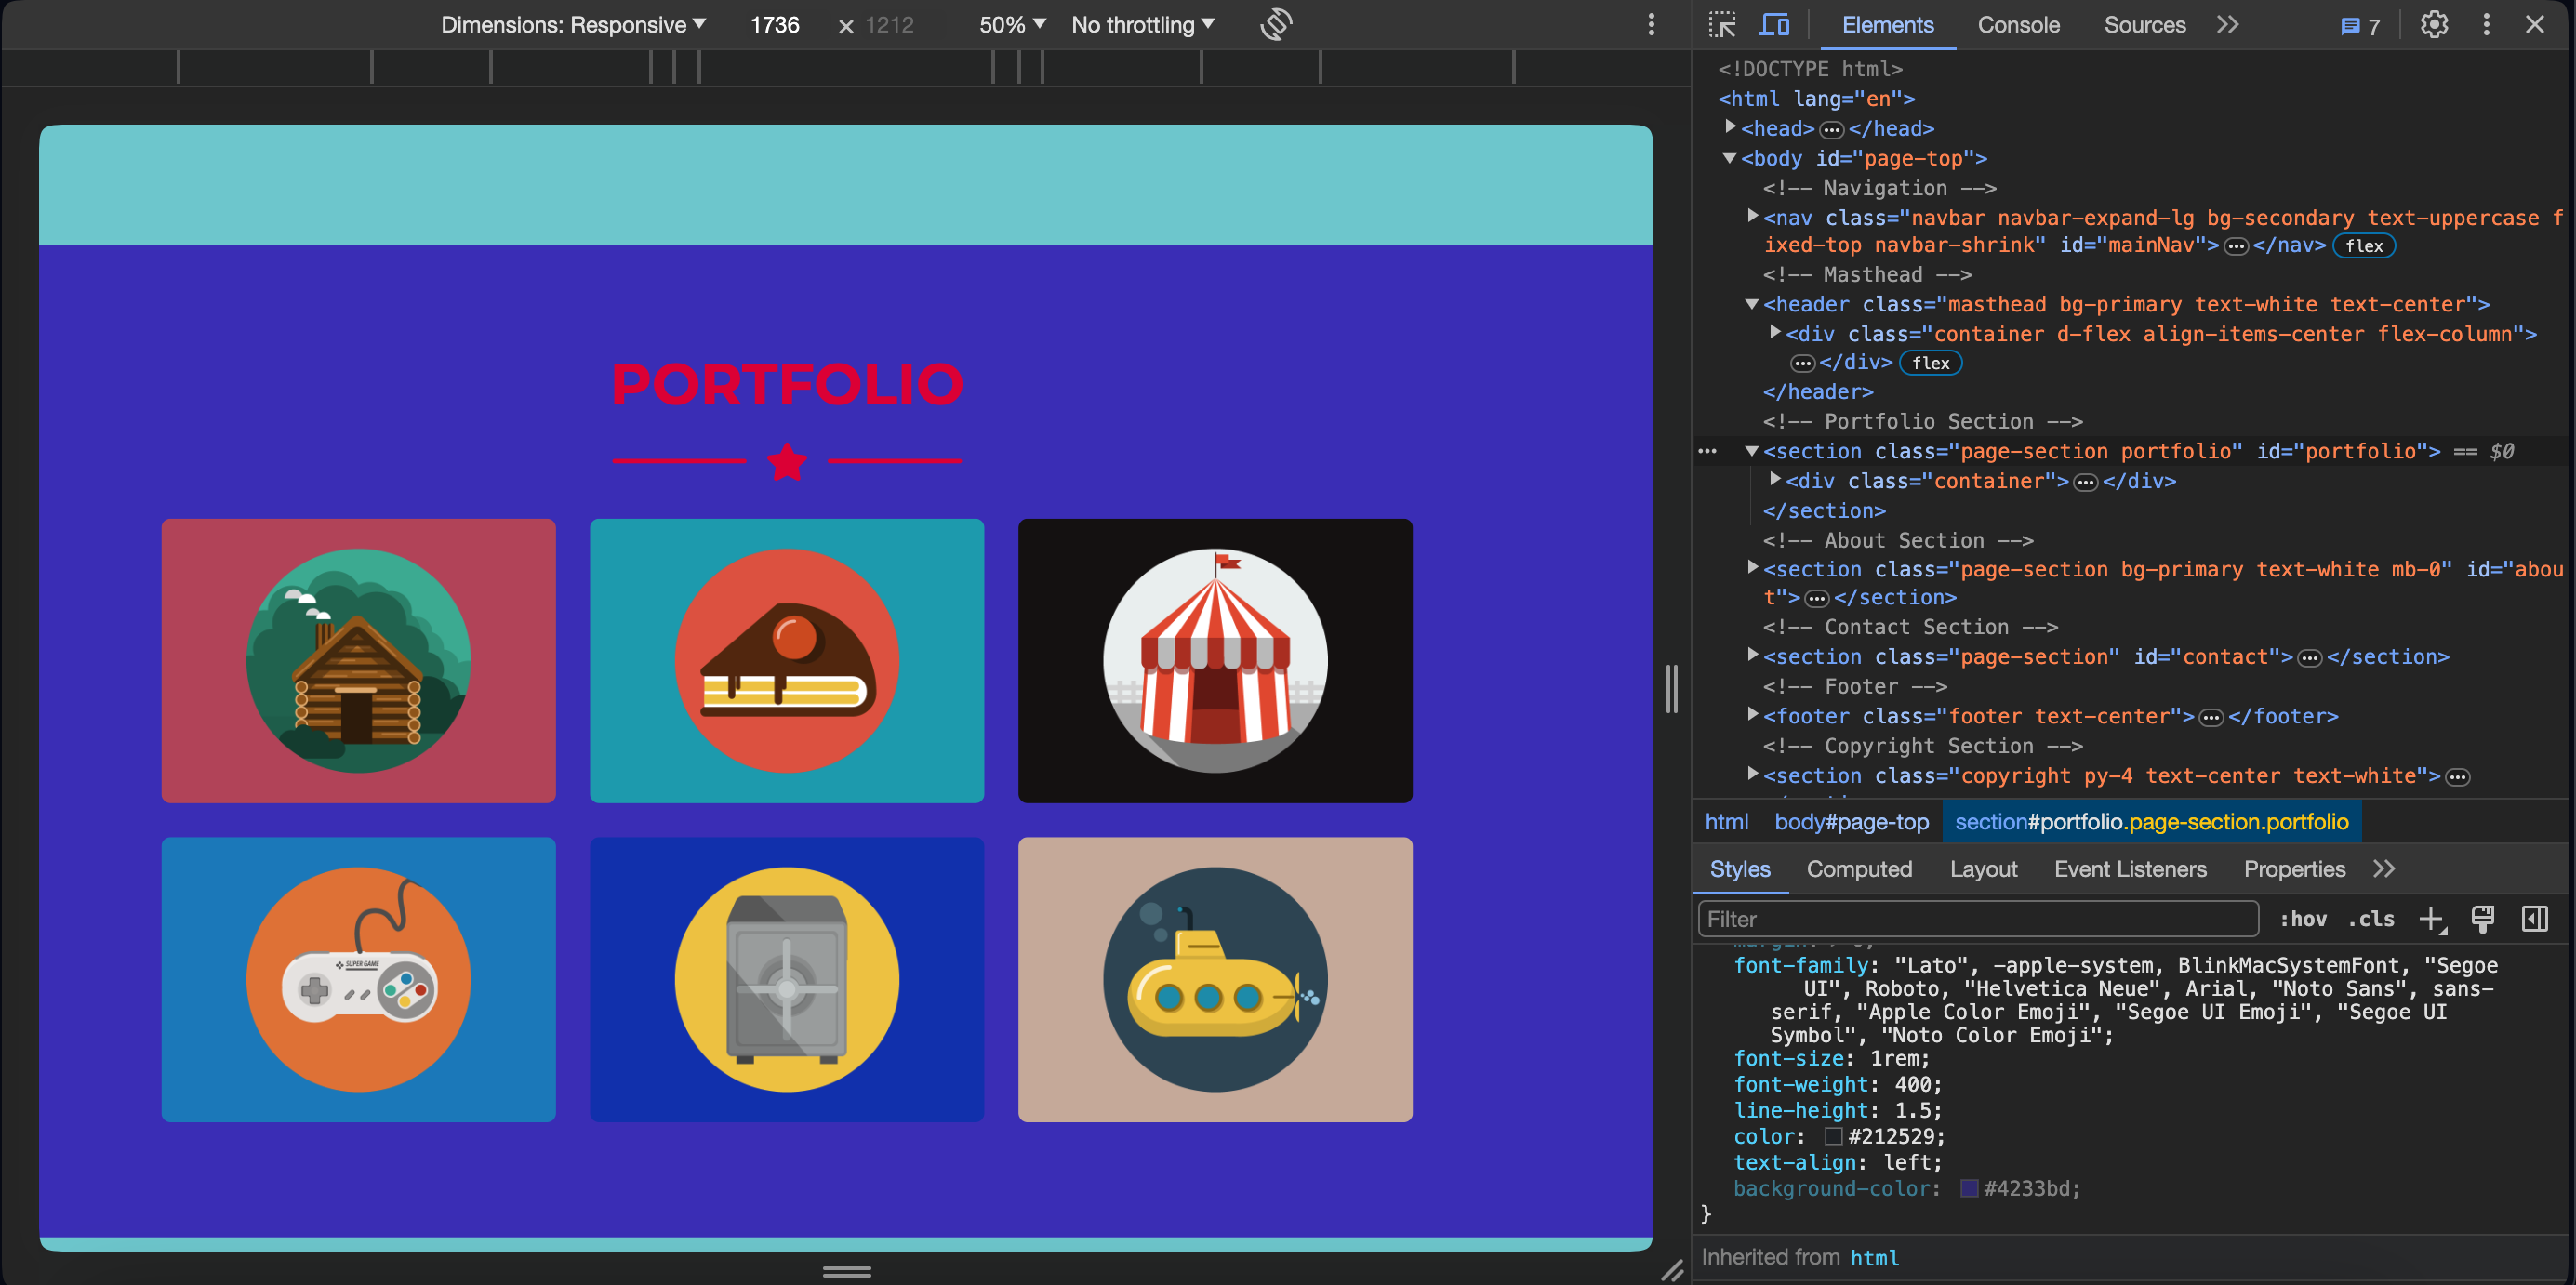 Dimensions: Responsive 1736 × 1212 50% No throttling
Elements Console Sources 7
PORTFOLIO
SUPER GAME
<!DOCTYPE html>
<html lang="en">
<head> </head>
<body id="page-top">
<!-- Navigation -->
<nav class="navbar navbar-expand-lg bg-secondary text-uppercase f
ixed-top navbar-shrink" id="mainNav"> </nav> flex
<!-- Masthead -->
<header class="masthead bg-primary text-white text-center">
<div class="container d-flex align-items-center flex-column">
</div> flex
</header>
<!-- Portfolio Section -->
<section class="page-section portfolio" id="portfolio"> == $0
<div class="container"> </div>
</section>
<!-- About Section -->
<section class="page-section bg-primary text-white mb-0" id="abou
t"> </section>
<!-- Contact Section -->
<section class="page-section" id="contact"> </section>
<!-- Footer -->
<footer class="footer text-center"> </footer>
<!-- Copyright Section -->
<section class="copyright py-4 text-center text-white">
html body#page-top section#portfolio.page-section.portfolio
Styles Computed Layout Event Listeners Properties
Filter :hov .cls
font-family: "Lato", -apple-system, BlinkMacSystemFont, "Segoe
UI", Roboto, "Helvetica Neue", Arial, "Noto Sans", sans-
serif, "Apple Color Emoji", "Segoe UI Emoji", "Segoe UI
Symbol", "Noto Color Emoji";
font-size: 1rem;
font-weight: 400;
line-height: 1.5;
color: #212529;
text-align: left;
background-color: #4233bd;
}
Inherited from html